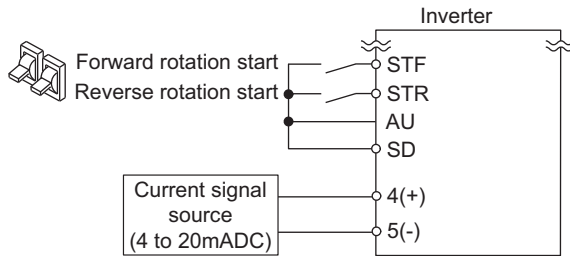 Inverter
Forward rotation start
STF
Reverse rotation start
STR
AU
SD
Current signal
source
(4 to 20mADC)
4(+)
5(-)